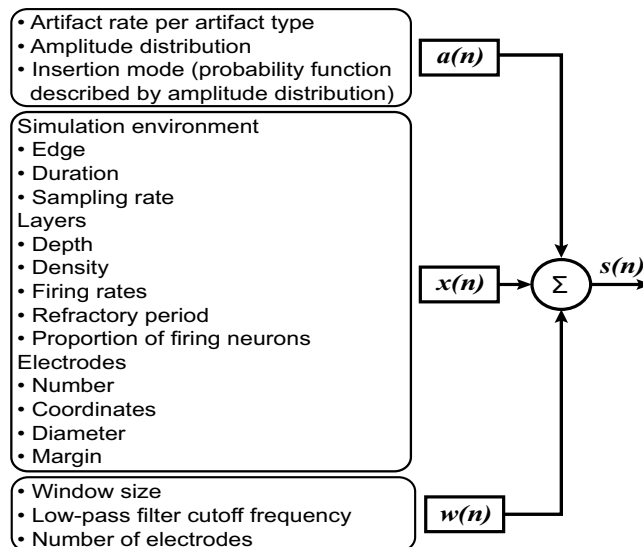 • Artifact rate per artifact type
• Amplitude distribution
• Insertion mode (probability function
described by amplitude distribution)
a(n)
Simulation environment
• Edge
• Duration
• Sampling rate
Layers
• Depth
• Density
• Firing rates
• Refractory period
• Proportion of firing neurons
Electrodes
• Number
• Coordinates
• Diameter
• Margin
x(n)
Σ
s(n)
• Window size
• Low-pass filter cutoff frequency
• Number of electrodes
w(n)